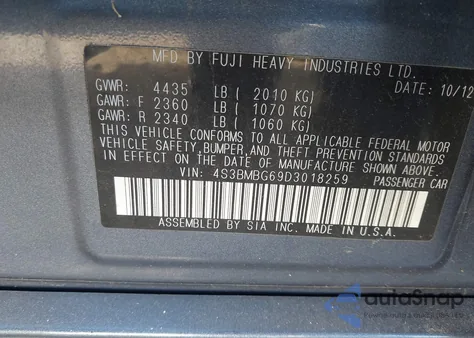 MFD BY FUJI HEAVY INDUSTRIES LTD.
GVWR: 4435 LB ( 2010 KG) DATE: 10/12
GAWR: F 2360 LB ( 1070 KG)
GAWR: R 2340 LB ( 1060 KG)
THIS VEHICLE CONFORMS TO ALL APPLICABLE FEDERAL MOTOR
VEHICLE SAFETY, BUMPER, AND THEFT PREVENTION STANDARDS
IN EFFECT ON THE DATE OF MANUFACTURE SHOWN ABOVE.
VIN: 4S3BMBG69D3018259 PASSENGER CAR
ASSEMBLED BY SIA INC. MADE IN U.S.A.
autoSnap